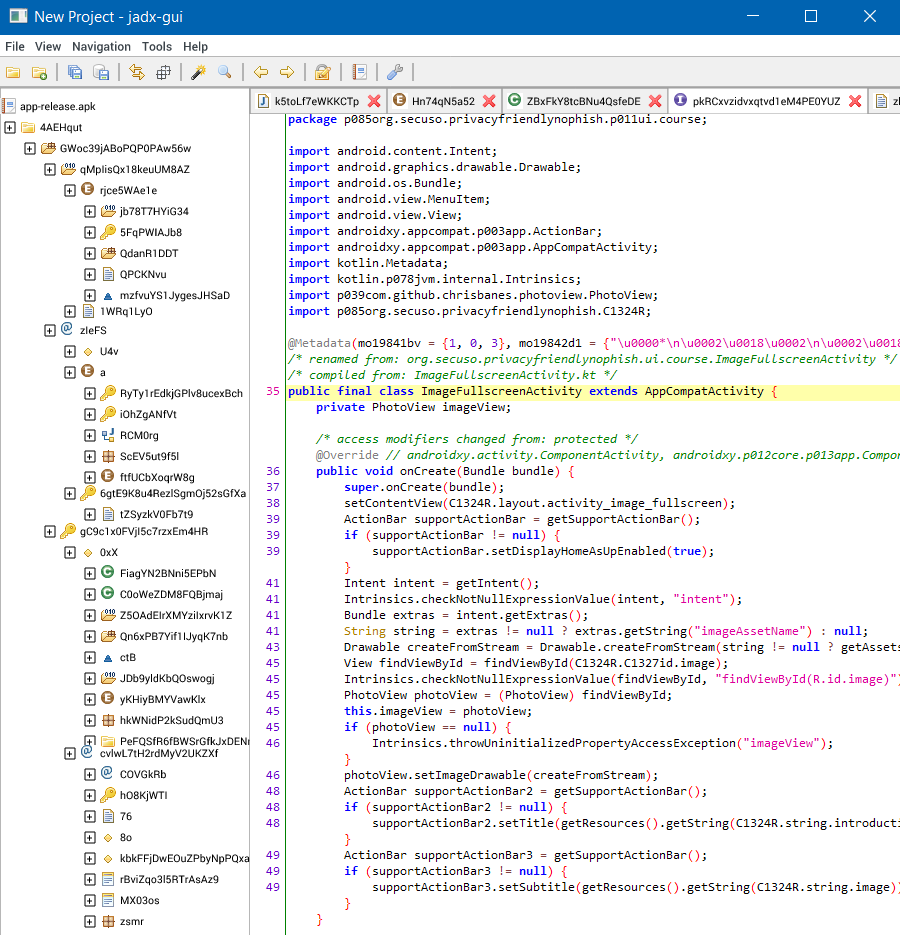 New Project - jadx-gui
File View Navigation Tools Help
app-release.apk
4AEHqut
GWoc39jABoPQP0PAw56w
qMpIisQx18keuUM8AZ
rjce5WAe1e
jb78T7HYiG34
5FqPWIAJb8
QdanR1DDT
QPCKNvu
mzfvuYS1JygesJHSaD
1WRq1LyO
zIeFS
U4v
a
RyTy1rEdkjGPlv8ucexBch
iOhZgANfVt
RCM0rg
ScEV5ut9f5l
ftfUCbXoqrW8g
6gtE9K8u4RezISgmOj52sGfXa
tZSyzkV0Fb7t9
gC9c1x0FVjI5c7rzxEm4HR
0xX
FiagYN2BNni5EPbN
C0oWeZDM8FQBjmaj
Z5OAdEIrXMYziIxrvK1Z
Qn6xPB7Yif1IJyqK7nb
ctB
JDb9yldKbQOswogj
yKHiyBMYVawKlx
hkWNidP2kSudQmU3
PeFQSfR6fBWSrGfkJxDEN
cvlwL7tH2rdMyV2UKZXf
COVGkRb
hO8KjWTI
76
8o
kbkFFjDwEOuZPbyNpPQxa
rBviZqo3l5RTrAsAz9
MX03os
zsmr
k5toLf7eWKKCTp Hn74qN5a52 ZBxFkY8tcBNu4QsfeDE pkRCxvzidvxqtvd1eM4PE0YUZ
package p085org.secuso.privacyfriendlynophish.p011ui.course;
import android.content.Intent;
import android.graphics.drawable.Drawable;
import android.os.Bundle;
import android.view.MenuItem;
import android.view.View;
import androidxy.appcompat.p003app.ActionBar;
import androidxy.appcompat.p003app.AppCompatActivity;
import kotlin.Metadata;
import kotlin.p078jvm.internal.Intrinsics;
import p039com.github.chrisbanes.photoview.PhotoView;
import p085org.secuso.privacyfriendlynophish.C1324R;
@Metadata(mo19841bv = {1, 0, 3}, mo19842d1 = {"\u0000*\n\u0002\u0018\u0002\n\u0002\u0018
/* renamed from: org.secuso.privacyfriendlynophish.ui.course.ImageFullscreenActivity */
/* compiled from: ImageFullscreenActivity.kt */
35 public final class ImageFullscreenActivity extends AppCompatActivity {
private PhotoView imageView;
/* access modifiers changed from: protected */
@Override // androidxy.activity.ComponentActivity, androidxy.p012core.p013app.Compon
36 public void onCreate(Bundle bundle) {
37 super.onCreate(bundle);
38 setContentView(C1324R.layout.activity_image_fullscreen);
39 ActionBar supportActionBar = getSupportActionBar();
39 if (supportActionBar != null) {
39 supportActionBar.setDisplayHomeAsUpEnabled(true);
}
41 Intent intent = getIntent();
41 Intrinsics.checkNotNullExpressionValue(intent, "intent");
41 Bundle extras = intent.getExtras();
41 String string = extras != null ? extras.getString("imageAssetName") : null;
43 Drawable createFromStream = Drawable.createFromStream(string != null ? getAssets
45 View findViewById = findViewById(C1324R.C1327id.image);
45 Intrinsics.checkNotNullExpressionValue(findViewById, "findViewById(R.id.image)"
45 PhotoView photoView = (PhotoView) findViewById;
45 this.imageView = photoView;
45 if (photoView == null) {
46 Intrinsics.throwUninitializedPropertyAccessException("imageView");
}
46 photoView.setImageDrawable(createFromStream);
48 ActionBar supportActionBar2 = getSupportActionBar();
48 if (supportActionBar2 != null) {
48 supportActionBar2.setTitle(getResources().getString(C1324R.string.introducti
}
49 ActionBar supportActionBar3 = getSupportActionBar();
49 if (supportActionBar3 != null) {
49 supportActionBar3.setSubtitle(getResources().getString(C1324R.string.image)
}
}